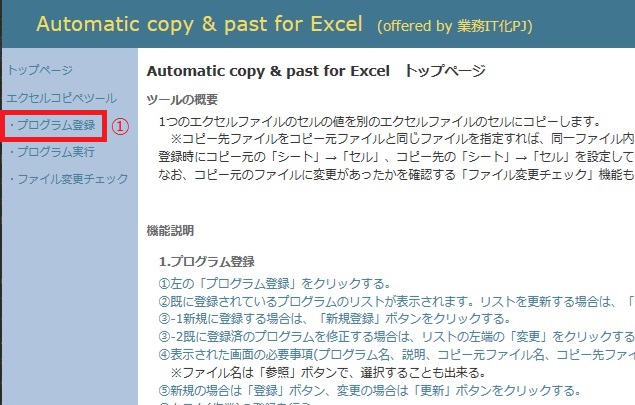 Automatic copy & past for Excel (offered by 業務IT化PJ)
トップページ
エクセルコピペツール
・プログラム登録 ①
・プログラム実行
・ファイル変更チェック
Automatic copy & past for Excel トップページ
ツールの概要
1つのエクセルファイルのセルの値を別のエクセルファイルのセルにコピーします。
※コピー先ファイルをコピー元ファイルと同じファイルを指定すれば、同一ファイル内
登録時にコピー元の「シート」→「セル」、コピー先の「シート」→「セル」を設定して
なお、コピー元のファイルに変更があったかを確認する「ファイル変更チェック」機能も
機能説明
1.プログラム登録
①左の「プログラム登録」をクリックする。
②既に登録されているプログラムのリストが表示されます。リストを更新する場合は、「
③-1新規に登録する場合は、「新規登録」ボタンをクリックする。
③-2既に登録済のプログラムを修正する場合は、リストの左端の「変更」をクリックする
④表示された画面の必要事項(プログラム名、説明、コピー元ファイル名、コピー先ファイ
※ファイル名は「参照」ボタンで、選択することも出来る。
⑤新規の場合は「登録」ボタン、変更の場合は「更新」ボタンをクリックする。